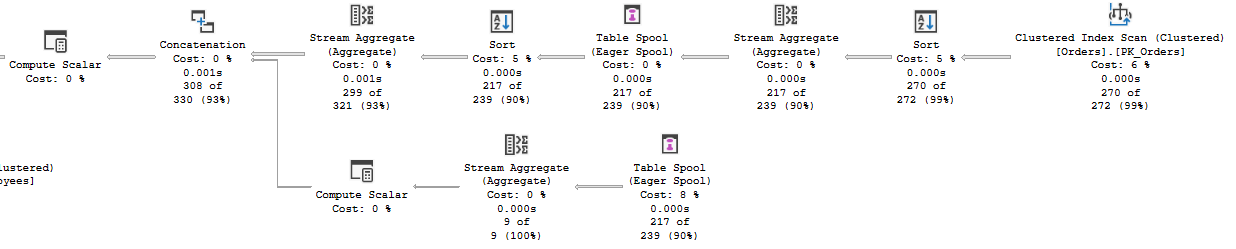 Compute Scalar
Cost: 0 %
Concatenation
Cost: 0 %
0.001s
308 of
330 (93%)
Stream Aggregate
(Aggregate)
Cost: 0 %
0.001s
299 of
321 (93%)
Sort
Cost: 5 %
0.000s
217 of
239 (90%)
Table Spool
(Eager Spool)
Cost: 0 %
0.000s
217 of
239 (90%)
Stream Aggregate
(Aggregate)
Cost: 0 %
0.000s
217 of
239 (90%)
Sort
Cost: 5 %
0.000s
270 of
272 (99%)
Clustered Index Scan (Clustered)
[Orders].[PK_Orders]
Cost: 6 %
0.000s
270 of
272 (99%)
lustered)
oyees]
Compute Scalar
Cost: 0 %
Stream Aggregate
(Aggregate)
Cost: 0 %
0.000s
9 of
9 (100%)
Table Spool
(Eager Spool)
Cost: 8 %
0.000s
217 of
239 (90%)